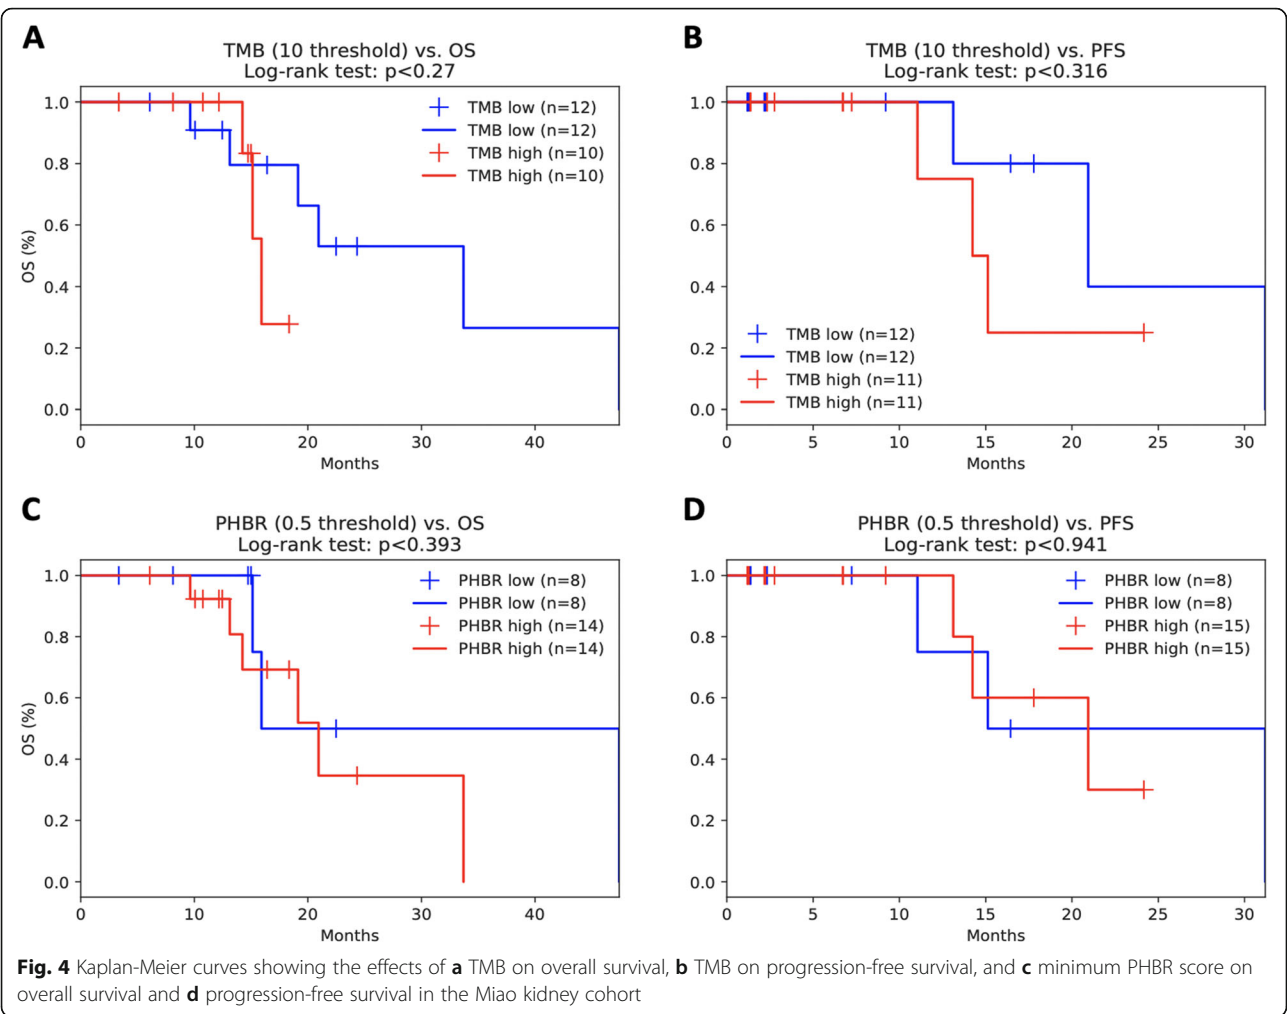 A
TMB (10 threshold) vs. OS
Log-rank test: p<0.27
OS (%)
1.0
0.8
0.6
0.4
0.2
0.0
TMB low (n=12)
TMB low (n=12)
TMB high (n=10)
TMB high (n=10)
0 10 20 30 40
Months
B
TMB (10 threshold) vs. PFS
Log-rank test: p<0.316
1.0
0.8
0.6
0.4
0.2
0.0
TMB low (n=12)
TMB low (n=12)
TMB high (n=11)
TMB high (n=11)
0 5 10 15 20 25 30
Months
C
PHBR (0.5 threshold) vs. OS
Log-rank test: p<0.393
OS (%)
1.0
0.8
0.6
0.4
0.2
0.0
PHBR low (n=8)
PHBR low (n=8)
PHBR high (n=14)
PHBR high (n=14)
0 10 20 30 40
Months
D
PHBR (0.5 threshold) vs. PFS
Log-rank test: p<0.941
1.0
0.8
0.6
0.4
0.2
0.0
PHBR low (n=8)
PHBR low (n=8)
PHBR high (n=15)
PHBR high (n=15)
0 5 10 15 20 25 30
Months
Fig. 4 Kaplan-Meier curves showing the effects of a TMB on overall survival, b TMB on progression-free survival, and c minimum PHBR score on
overall survival and d progression-free survival in the Miao kidney cohort